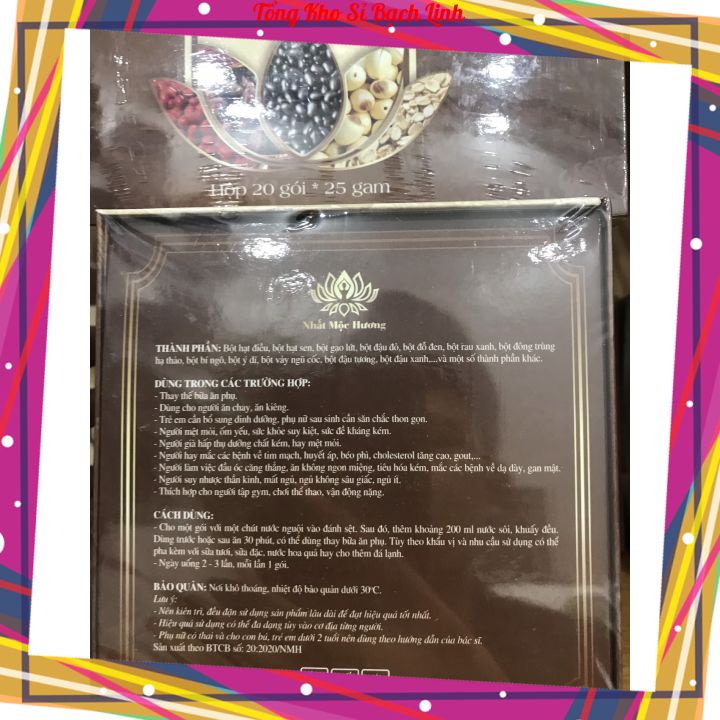 Tổng Kho Sỉ Bạch Linh
Hộp 20 gói * 25 gam
Nhất Mộc Hương
THÀNH PHẦN: Bột hạt điều, bột hạt sen, bột gạo lứt, bột đậu đỏ, bột đỗ đen, bột rau xanh, bột đông trùng
hạ thảo, bột bí ngô, bột ý dĩ, bột vảy ngũ cốc, bột đậu tương, bột đậu xanh,...và một số thành phần khác.
DÙNG TRONG CÁC TRƯỜNG HỢP:
- Thay thế bữa ăn phụ.
- Dùng cho người ăn chay, ăn kiêng.
- Trẻ em cần bổ sung dinh dưỡng, phụ nữ sau sinh cần săn chắc thon gọn.
- Người mệt mỏi, ốm yếu, sức khỏe suy kiệt, sức đề kháng kém.
- Người già hấp thụ dưỡng chất kém, hay mệt mỏi.
- Người hay mắc các bệnh về tim mạch, huyết áp, béo phì, cholesterol tăng cao, gout,...
- Người làm việc đầu óc căng thẳng, ăn không ngon miệng, tiêu hóa kém, mắc các bệnh về dạ dày, gan mật.
- Người suy nhược thần kinh, mất ngủ, ngủ không sâu giấc, ngủ ít.
- Thích hợp cho người tập gym, chơi thể thao, vận động nặng.
CÁCH DÙNG:
- Cho một gói với một chút nước nguội vào đánh sệt. Sau đó, thêm khoảng 200 ml nước sôi, khuấy đều.
Dùng trước hoặc sau ăn 30 phút, có thể dùng thay bữa ăn phụ. Tùy theo khẩu vị và nhu cầu sử dụng có thể
pha kèm với sữa tươi, sữa đặc, nước hoa quả hay cho thêm đá lạnh.
- Ngày uống 2 - 3 lần, mỗi lần 1 gói.
BẢO QUẢN: Nơi khô thoáng, nhiệt độ bảo quản dưới 30°C.
Lưu ý:
- Nên kiên trì, đều đặn sử dụng sản phẩm lâu dài để đạt hiệu quả tốt nhất.
- Hiệu quả sử dụng có thể đa dạng tùy vào cơ địa từng người.
- Phụ nữ có thai và cho con bú, trẻ em dưới 2 tuổi nên dùng theo hướng dẫn của bác sĩ.
Sản xuất theo BTCB số: 20:2020/NMH